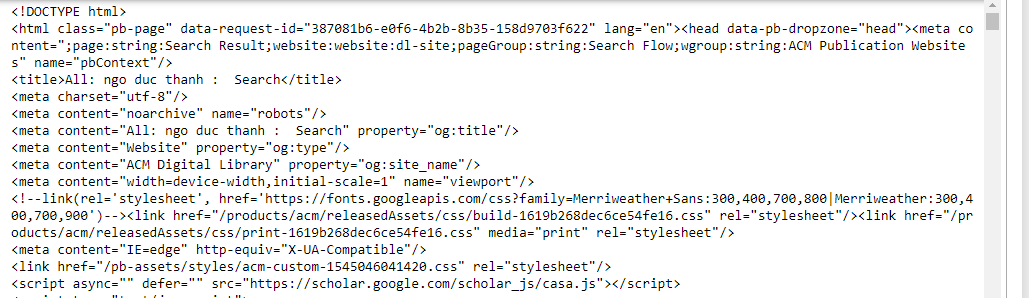 <!DOCTYPE html>
<html class="pb-page" data-request-id="387081b6-e0f6-4b2b-8b35-158d9703f622" lang="en"><head data-pb-dropzone="head"><meta co
ntent=";page:string:Search Result;website:website:dl-site;pageGroup:string:Search Flow;wgroup:string:ACM Publication Website
s" name="pbContext"/>
<title>All: ngo duc thanh :  Search</title>
<meta charset="utf-8"/>
<meta content="noarchive" name="robots"/>
<meta content="All: ngo duc thanh :  Search" property="og:title"/>
<meta content="Website" property="og:type"/>
<meta content="ACM Digital Library" property="og:site_name"/>
<meta content="width=device-width,initial-scale=1" name="viewport"/>
<!--link(rel='stylesheet', href='https://fonts.googleapis.com/css?family=Merriweather+Sans:300,400,700,800|Merriweather:300,4
00,700,900')--><link href="/products/acm/releasedAssets/css/build-1619b268dec6ce54fe16.css" rel="stylesheet"/><link href="/pr
oducts/acm/releasedAssets/css/print-1619b268dec6ce54fe16.css" media="print" rel="stylesheet"/>
<meta content="IE=edge" http-equiv="X-UA-Compatible"/>
<link href="/pb-assets/styles/acm-custom-1545046041420.css" rel="stylesheet"/>
<script async="" defer="" src="https://scholar.google.com/scholar_js/casa.js"></script>